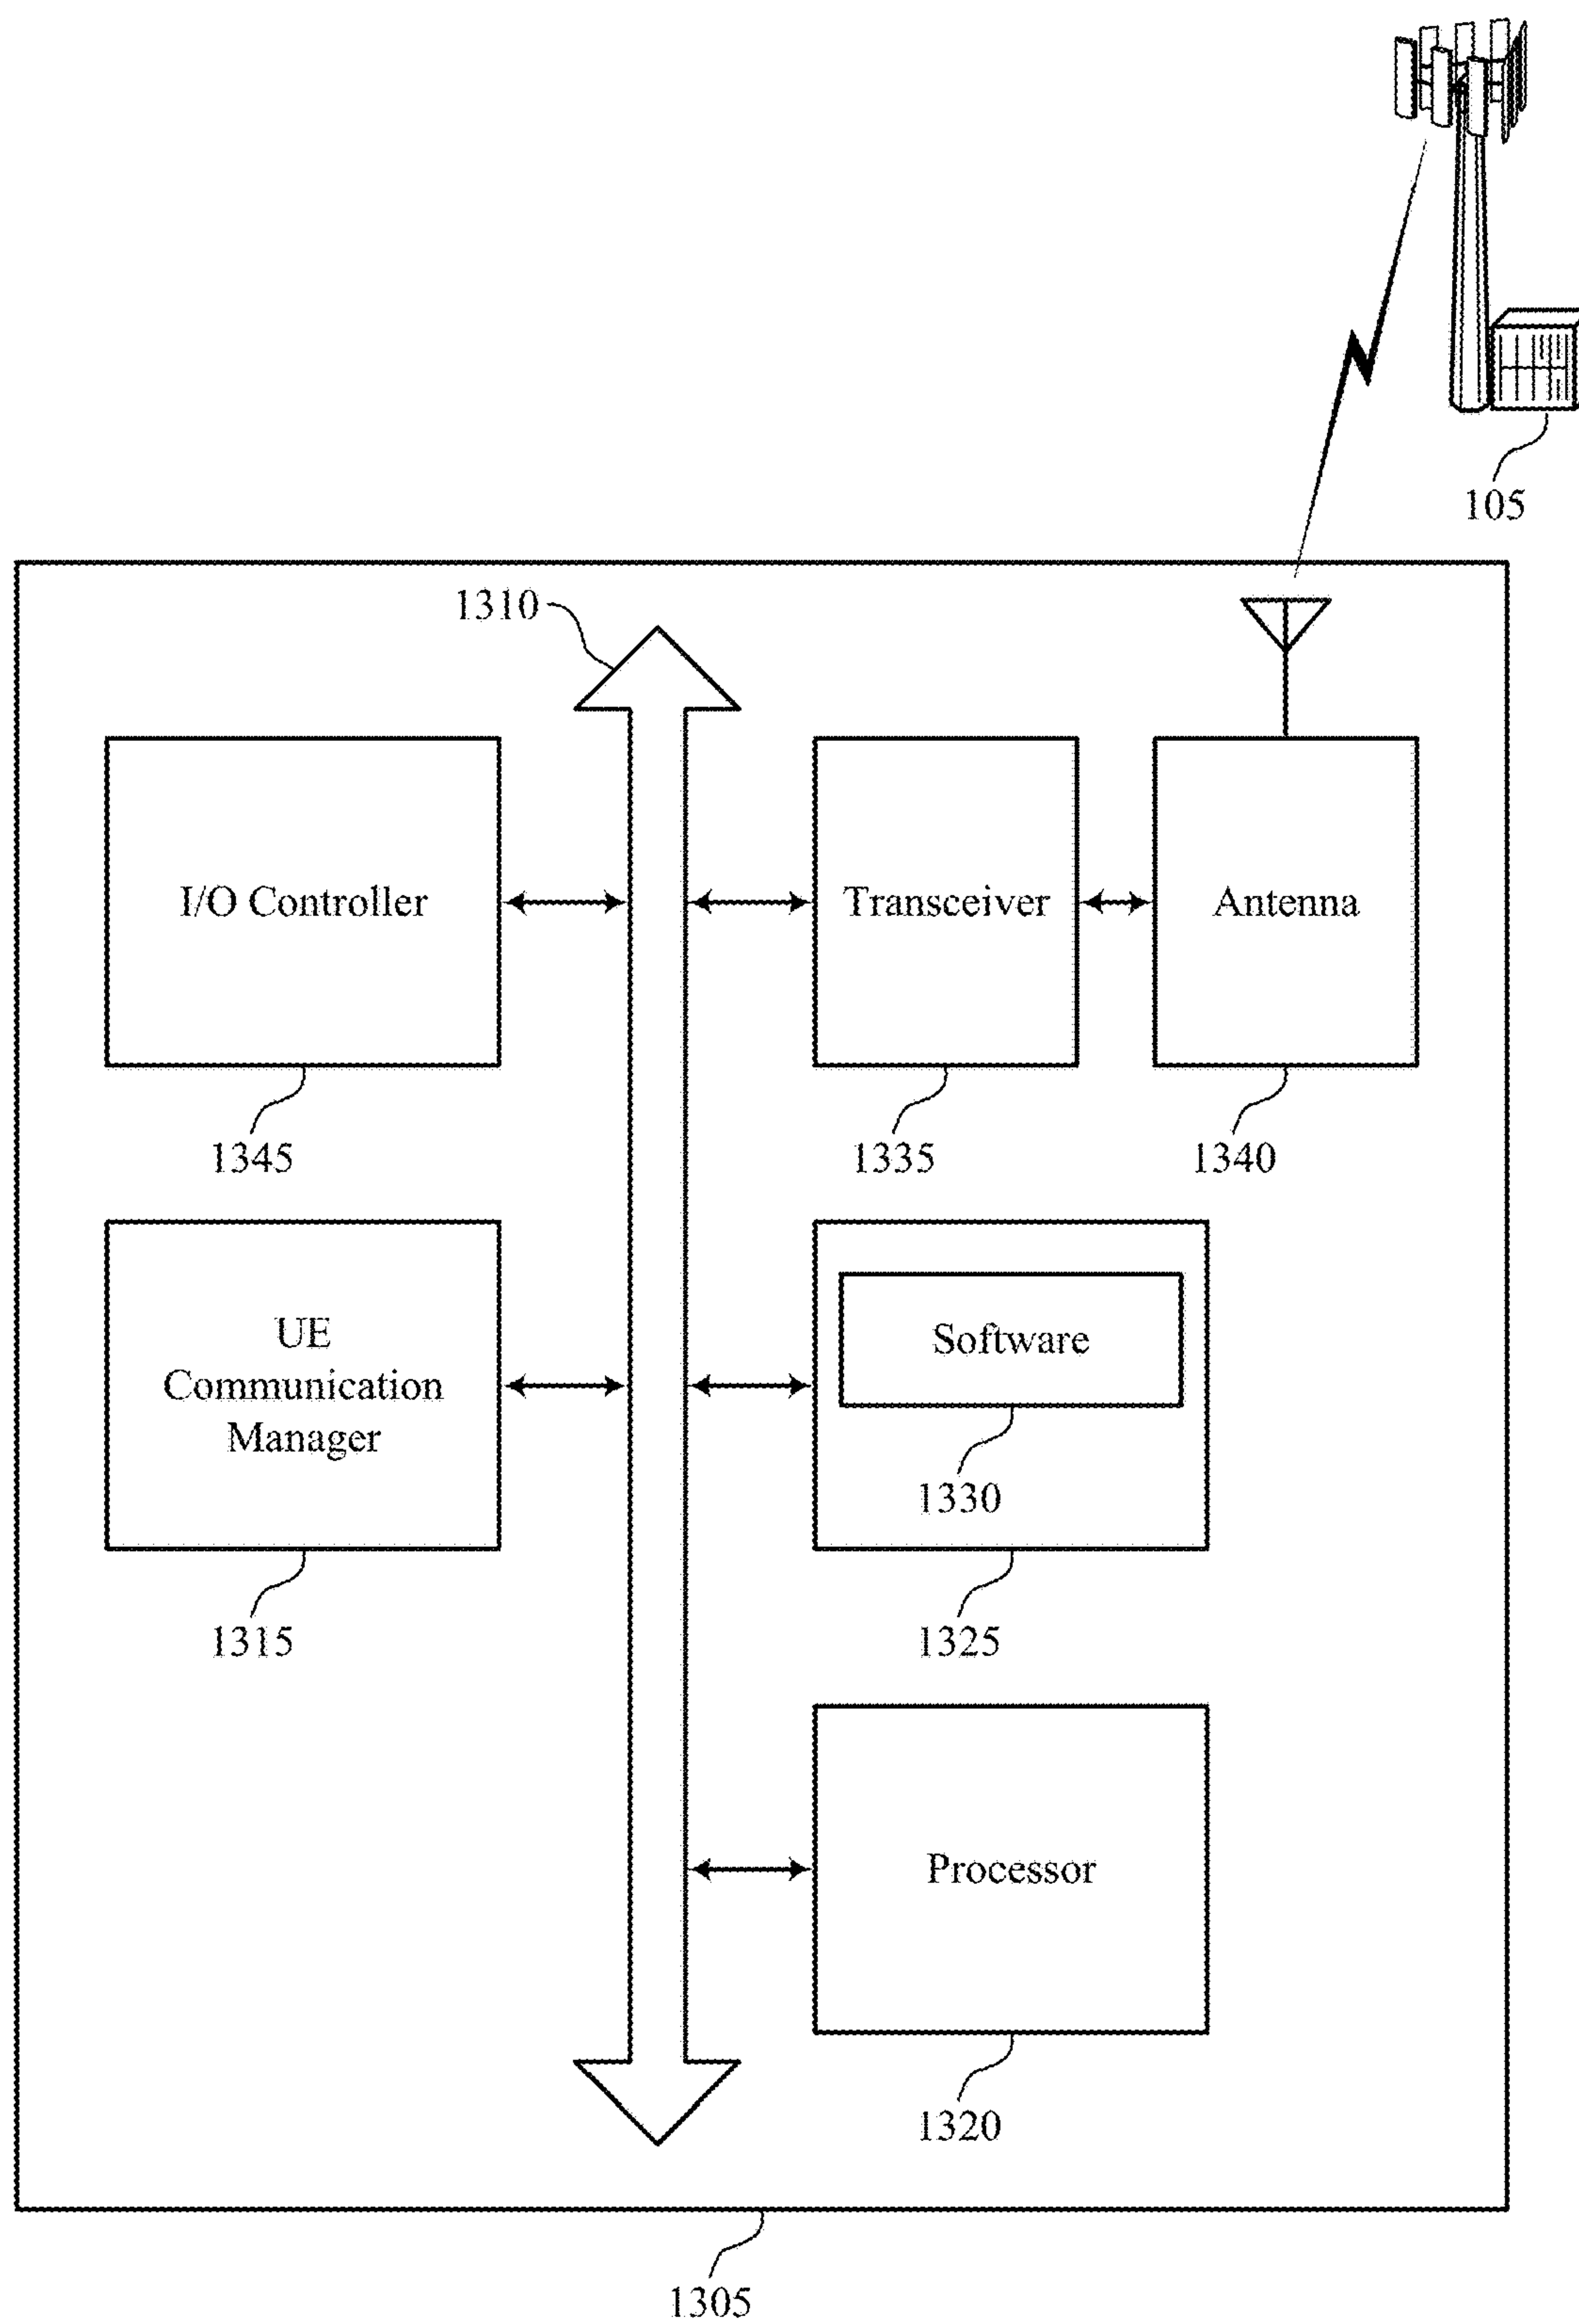 105
1310
I/O Controller
Transceiver
Antenna
1345
1335
1340
UE
Communication
Manager
Software
1330
1315
1325
Processor
1320
1305